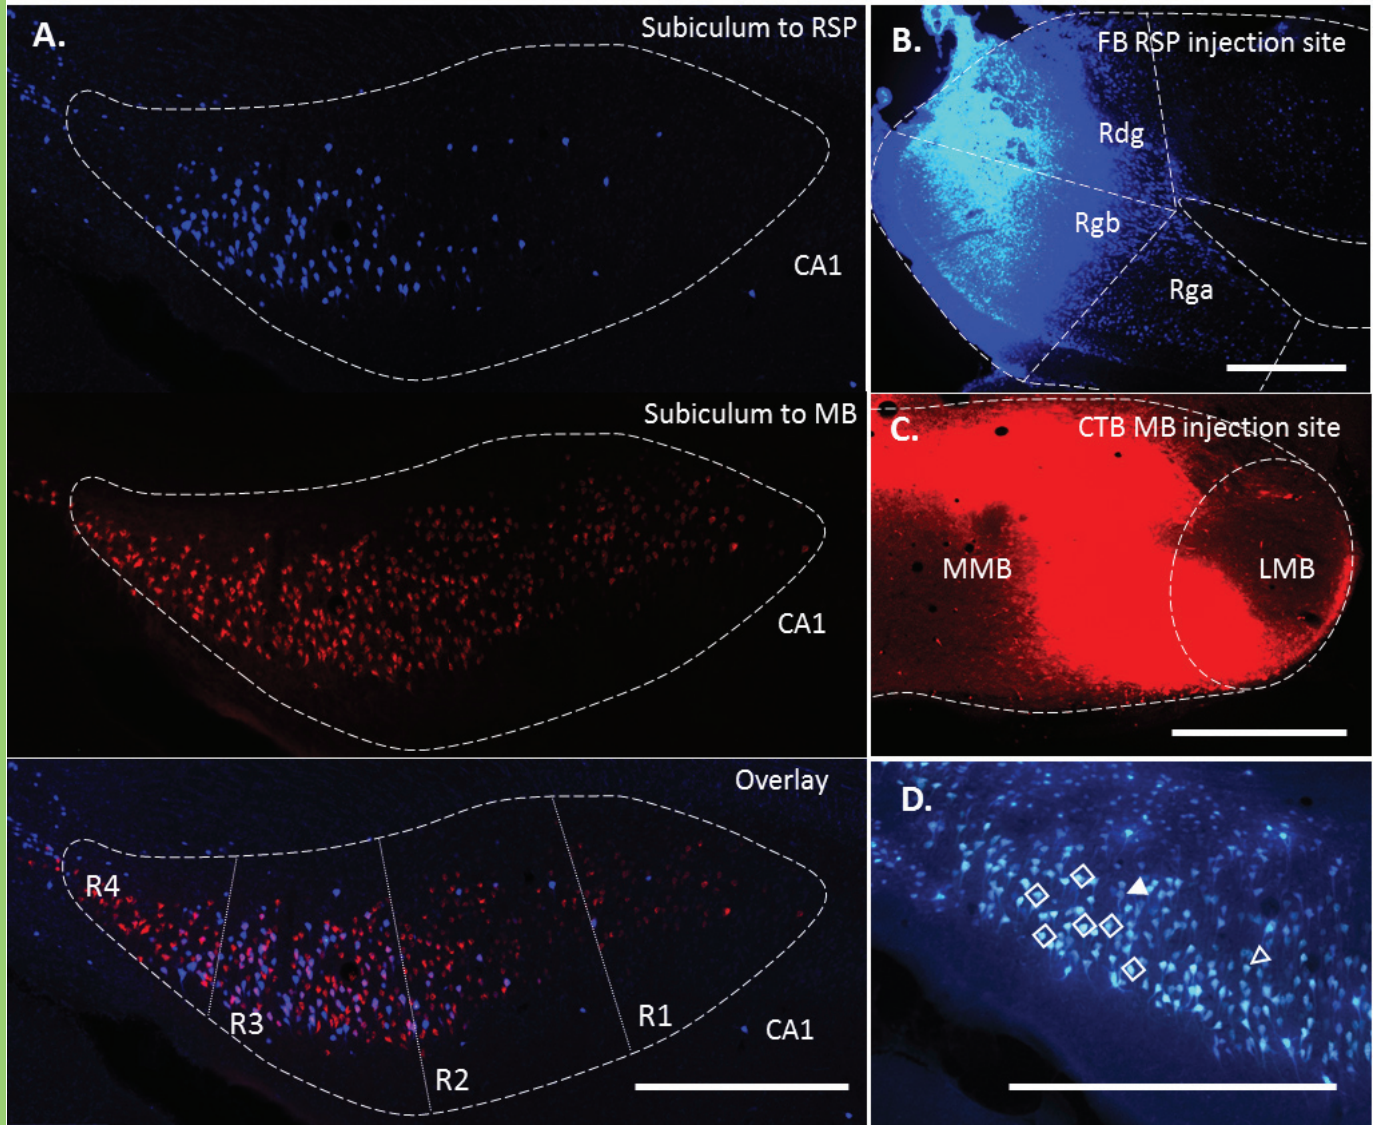 A.
Subiculum to RSP
CA1
B.
FB RSP injection site
Rdg
Rgb
Rga
Subiculum to MB
CA1
C.
CTB MB injection site
MMB
LMB
Overlay
R4
R3
R2
R1
CA1
D.